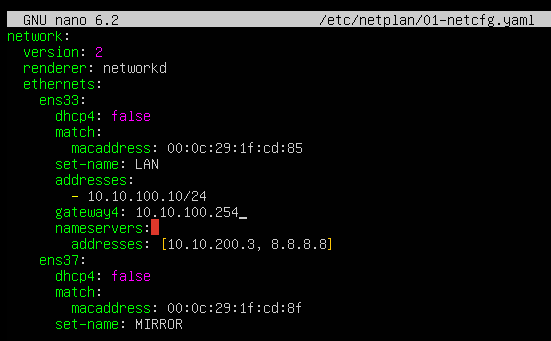 GNU nano 6.2 /etc/netplan/01-netcfg.yaml
network:
  version: 2
  renderer: networkd
  ethernets:
    ens33:
      dhcp4: false
      match:
        macaddress: 00:0c:29:1f:cd:85
      set-name: LAN
      addresses:
        - 10.10.100.10/24
      gateway4: 10.10.100.254
      nameservers:
        addresses: [10.10.200.3, 8.8.8.8]
    ens37:
      dhcp4: false
      match:
        macaddress: 00:0c:29:1f:cd:8f
      set-name: MIRROR